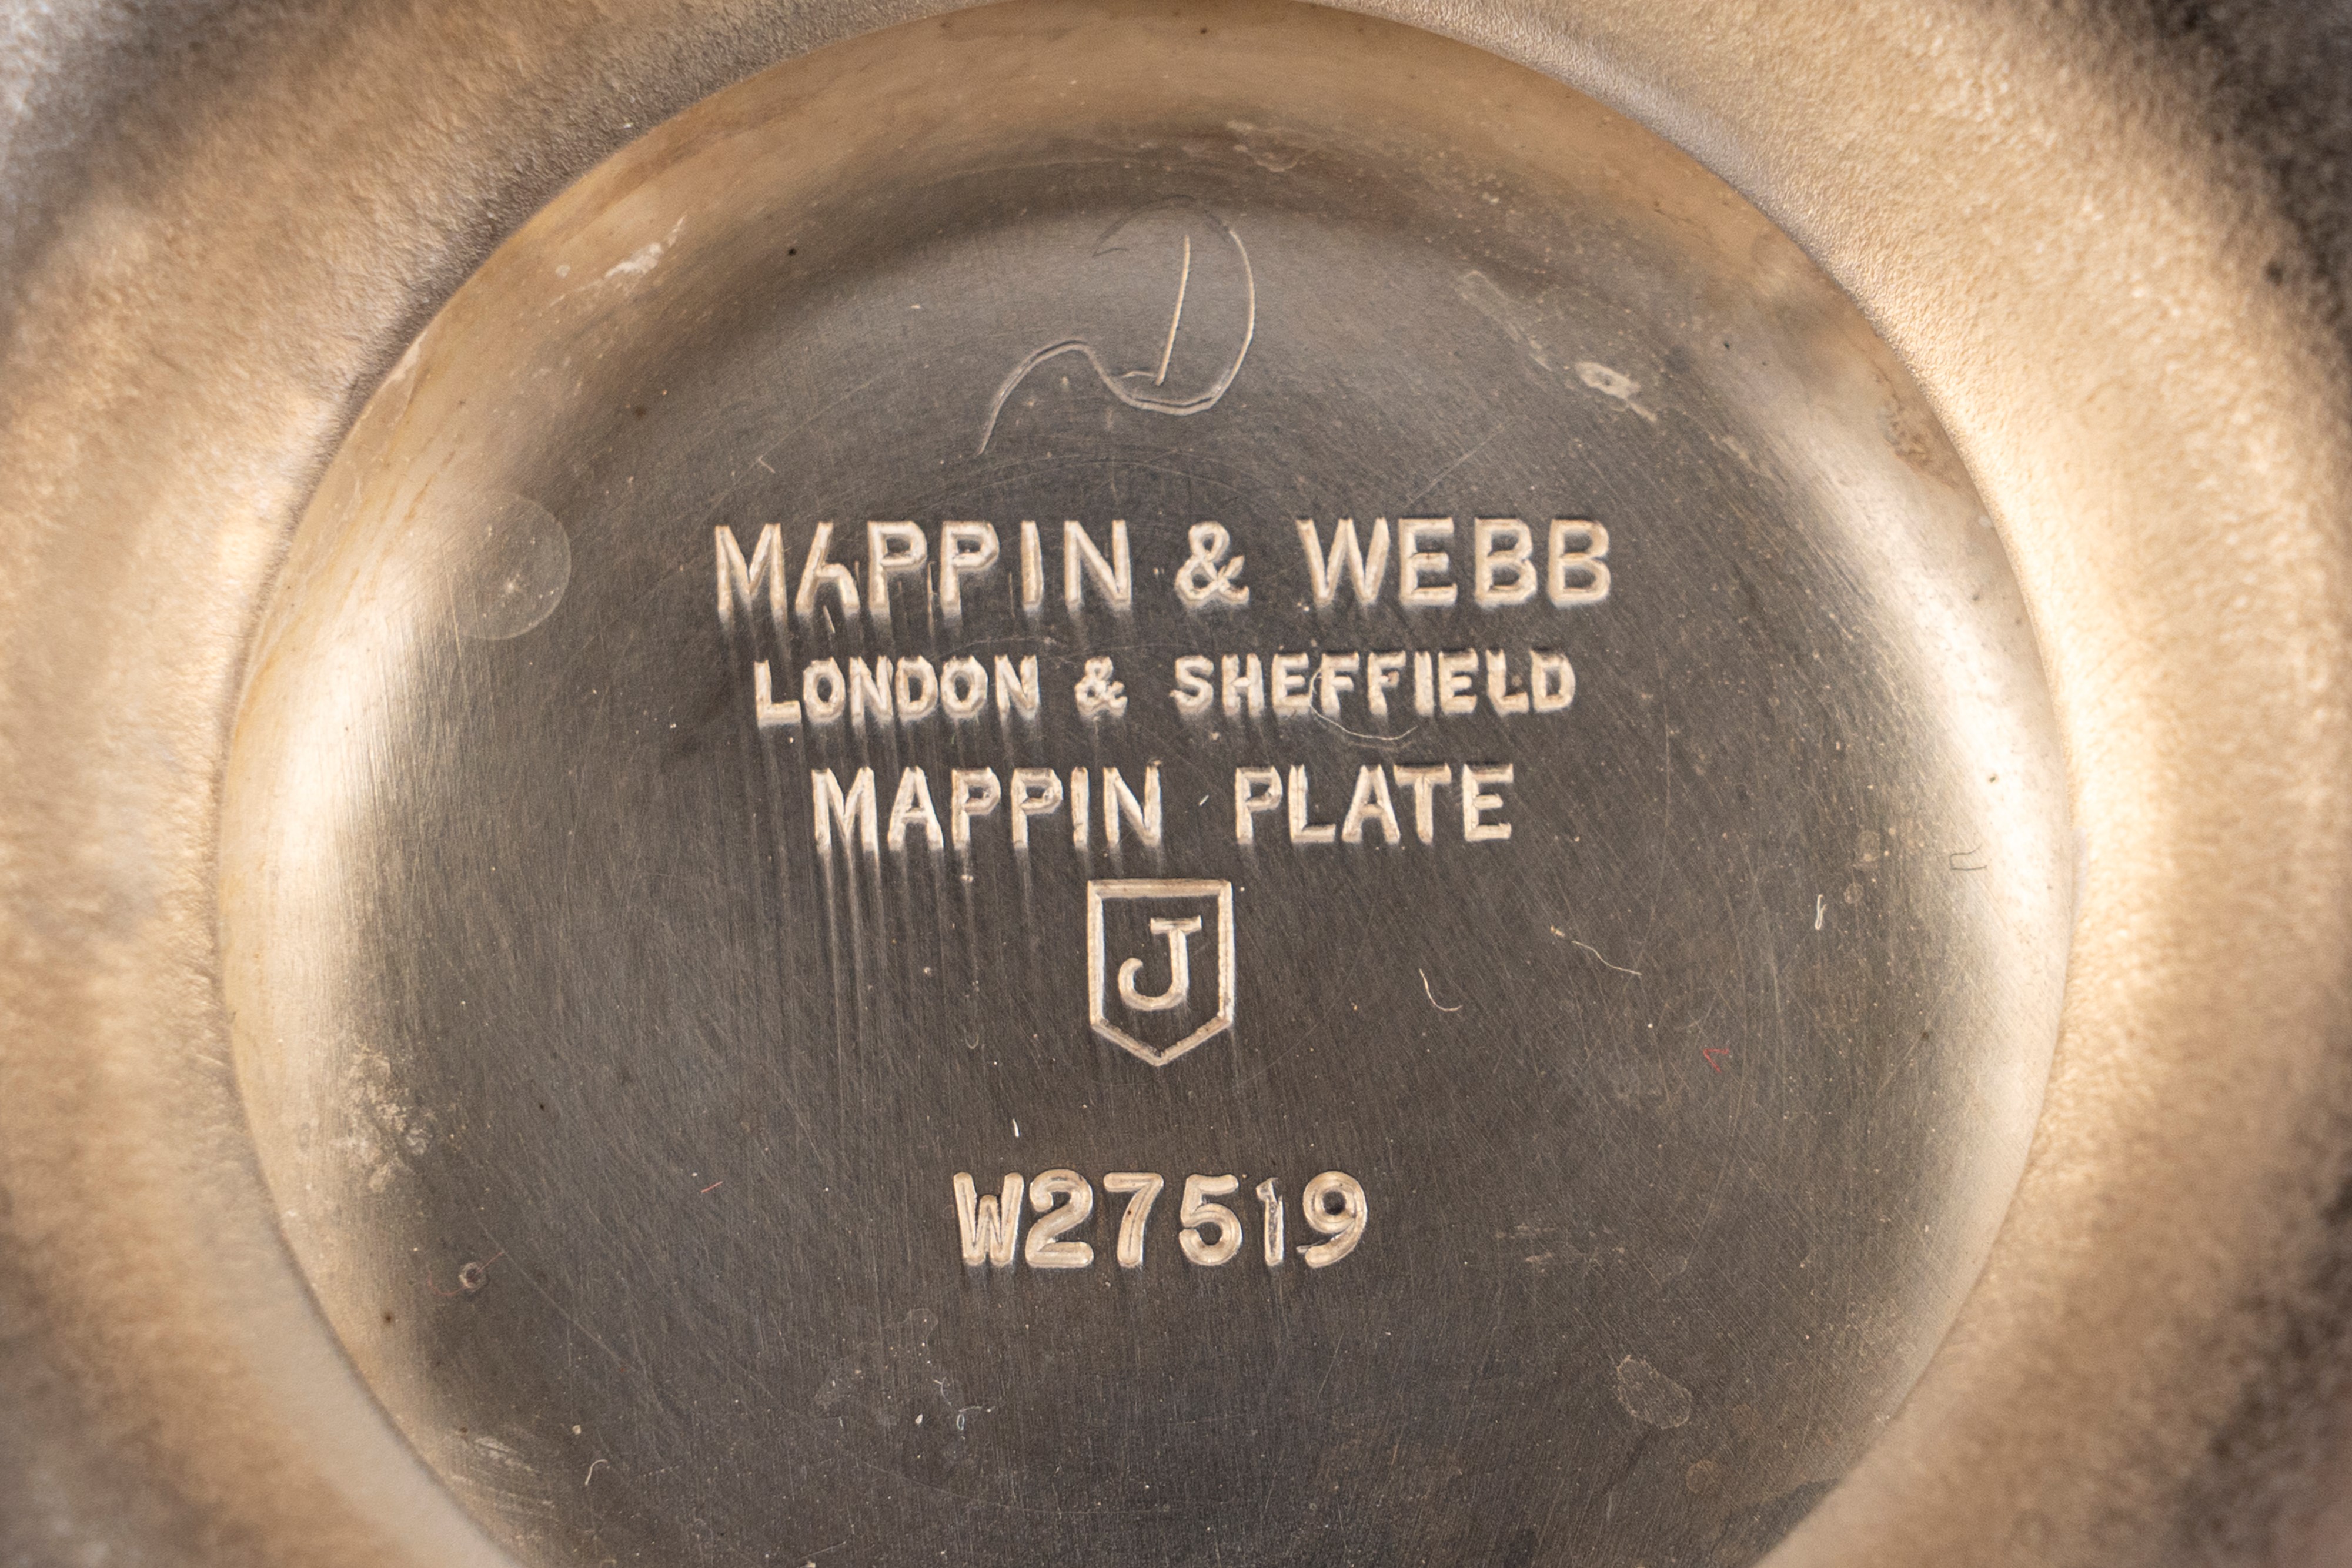 D
MAPPIN & WEBB
LONDON & SHEFFIELD
MAPPIN PLATE
J
W27519